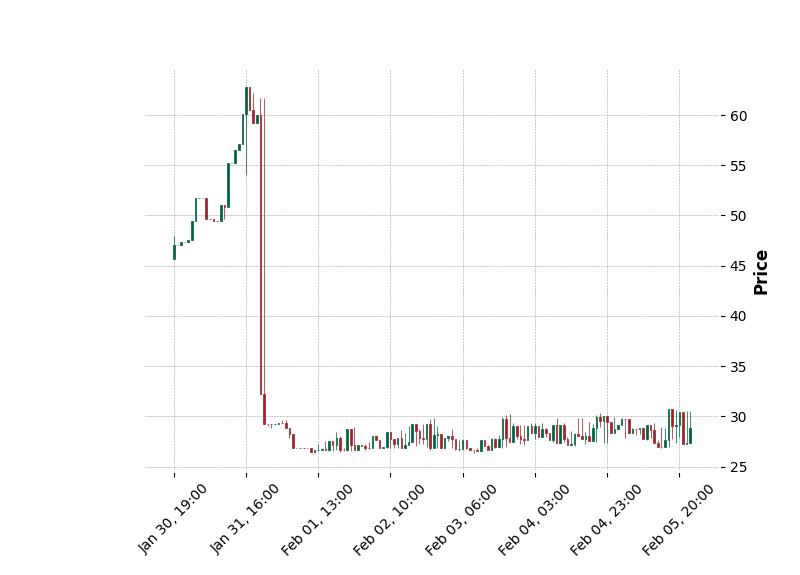 60
55
50
45
40
35
30
25
Price
Jan 30, 19:00
Jan 31, 16:00
Feb 01, 13:00
Feb 02, 10:00
Feb 03, 06:00
Feb 04, 03:00
Feb 04, 23:00
Feb 05, 20:00